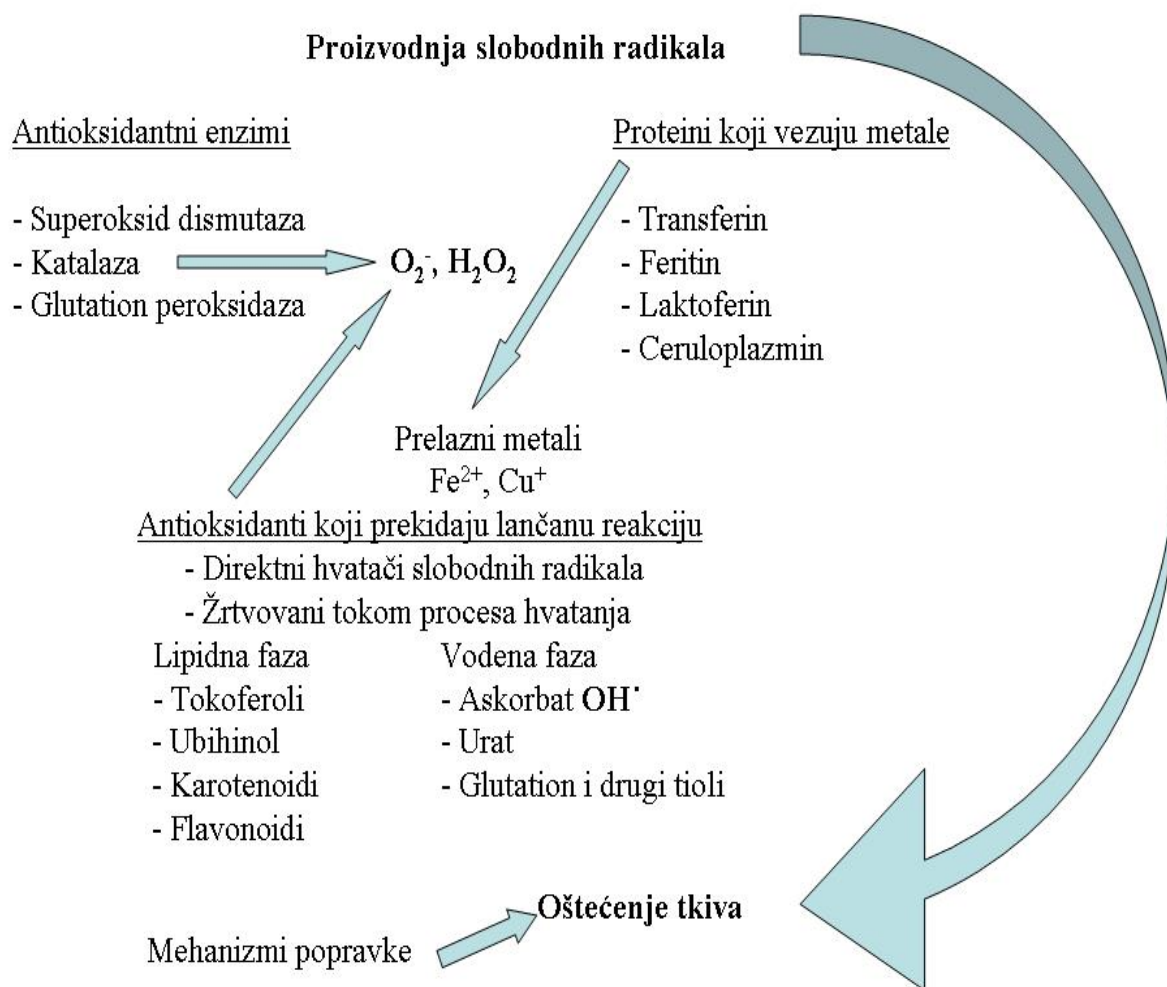 Proizvodnja slobodnih radikala
Antioksidantni enzimi
- Superoksid dismutaza
- Katalaza
- Glutation peroksidaza
O₂⁻, H₂O₂
Proteini koji vezuju metale
- Transferin
- Feritin
- Laktoferin
- Ceruloplazmin
Prelazni metali
Fe²⁺, Cu⁺
Antioksidanti koji prekidaju lančanu reakciju
- Direktni hvatači slobodnih radikala
- Žrtvovani tokom procesa hvatanja
Lipidna faza
- Tokoferoli
- Ubihinol
- Karotenoidi
- Flavonoidi
Vodena faza
- Askorbat OH˙
- Urat
- Glutation i drugi tioli
Oštećenje tkiva
Mehanizmi popravke